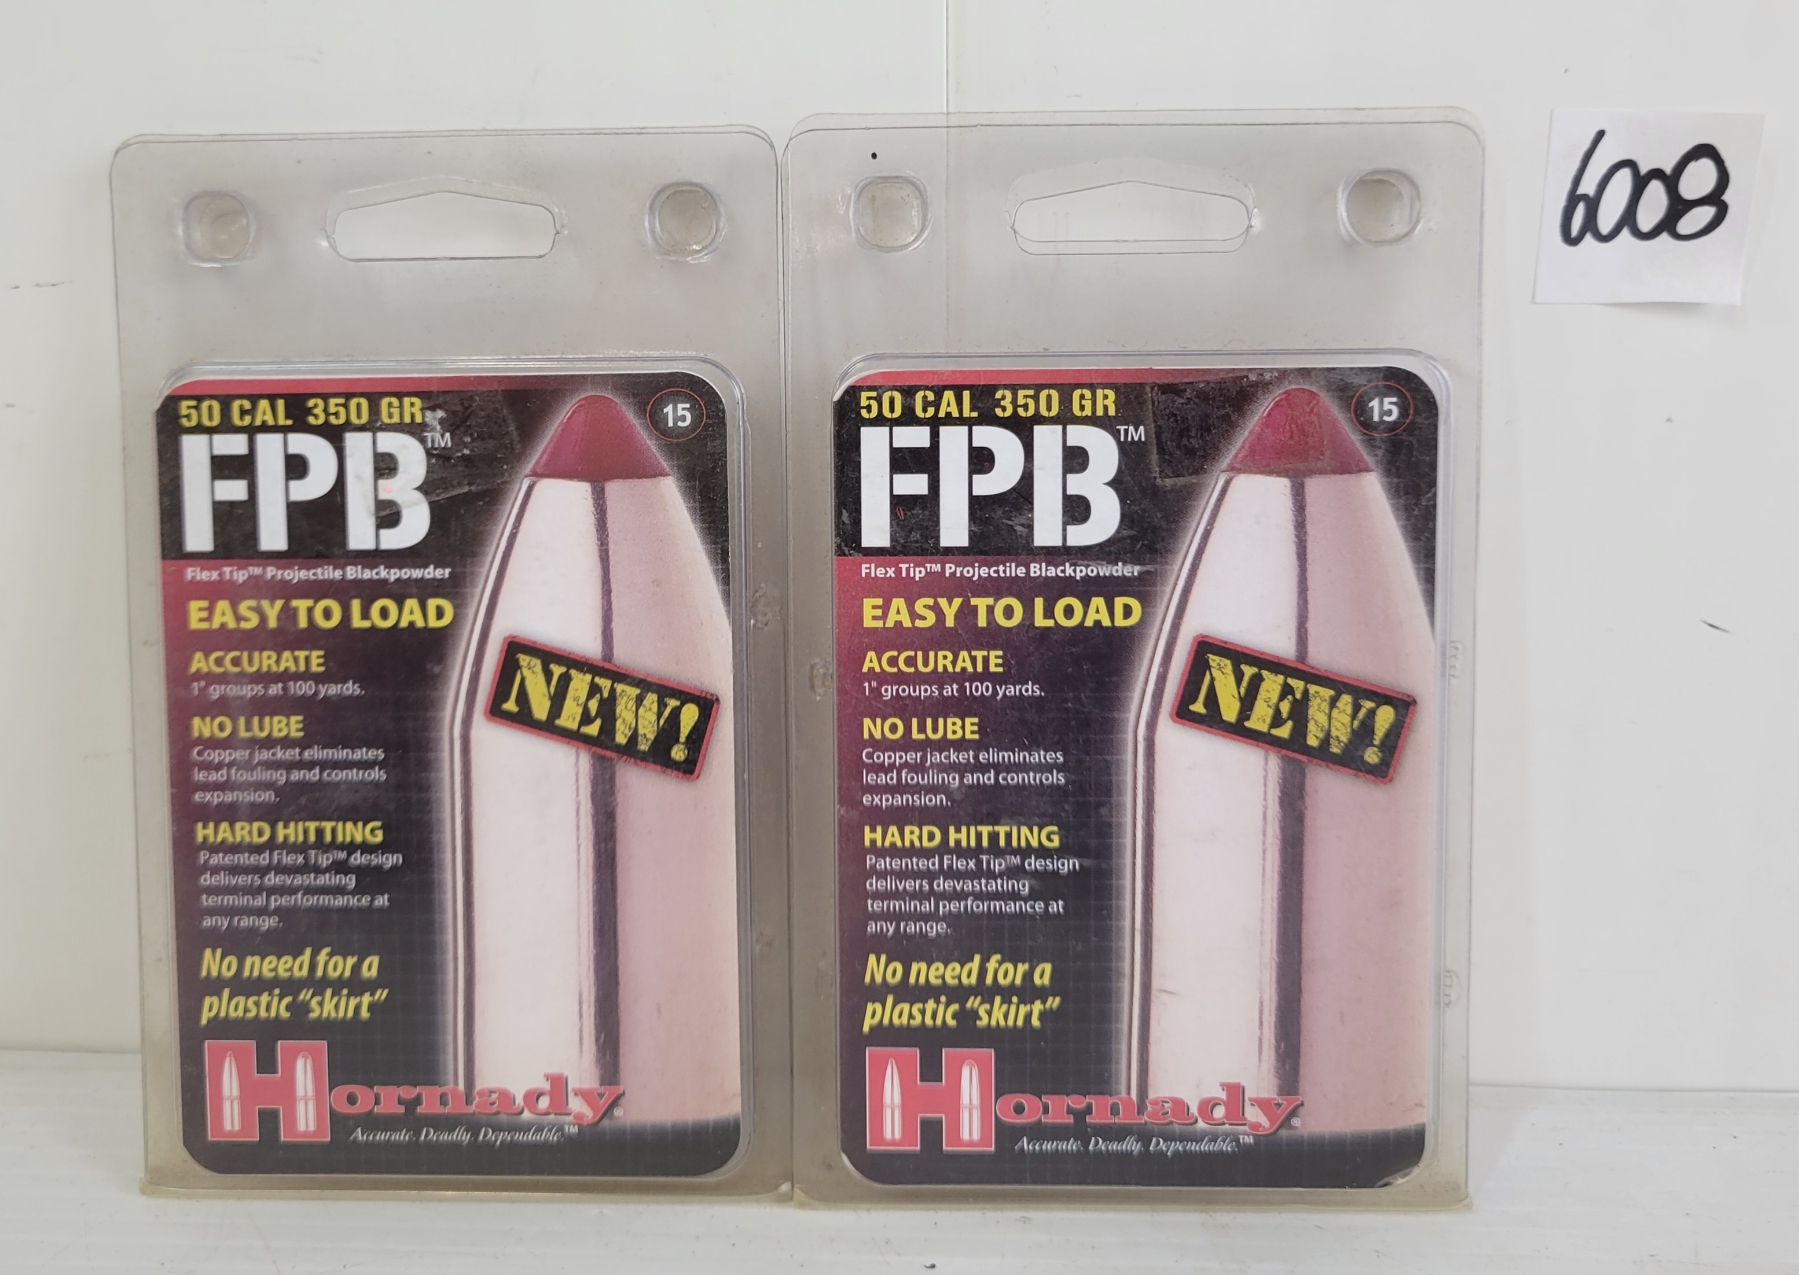 50 CAL 350 GR
15
FPB™
Flex Tip™ Projectile Blackpowder
EASY TO LOAD
ACCURATE
1" groups at 100 yards.
NEW!
NO LUBE
Copper jacket eliminates
lead fouling and controls
expansion.
HARD HITTING
Patented Flex Tip™ design
delivers devastating
terminal performance at
any range.
No need for a
plastic “skirt”
Hornady®
Accurate. Deadly. Dependable.™
50 CAL 350 GR
15
FPB™
Flex Tip™ Projectile Blackpowder
EASY TO LOAD
ACCURATE
1" groups at 100 yards.
NEW!
NO LUBE
Copper jacket eliminates
lead fouling and controls
expansion.
HARD HITTING
Patented Flex Tip™ design
delivers devastating
terminal performance at
any range.
No need for a
plastic “skirt”
Hornady®
Accurate. Deadly. Dependable.™
6008